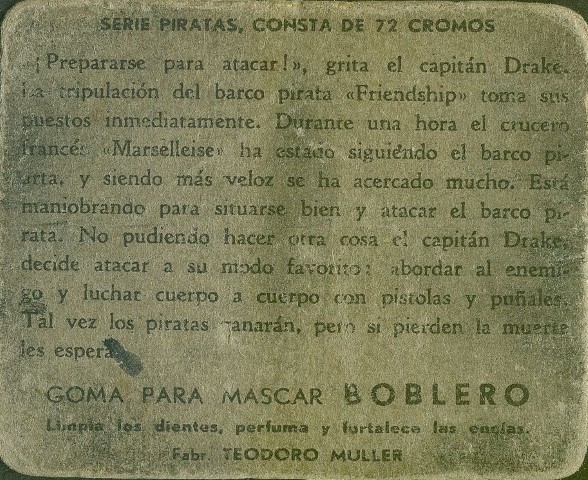 SERIE PIRATAS, CONSTA DE 72 CROMOS
¡Prepararse para atacar!», grita el capitán Drake.
La tripulación del barco pirata «Friendship» toma sus
puestos inmediatamente. Durante una hora el crucero
francés «Marselleise» ha estado siguiendo el barco pi-
rata, y siendo más veloz se ha acercado mucho. Está
maniobrando para situarse bien y atacar el barco pi-
rata. No pudiendo hacer otra cosa el capitán Drake,
decide atacar a su modo favorito: abordar al enemi-
go y luchar cuerpo a cuerpo con pistolas y puñales.
Tal vez los piratas ganarán, pero si pierden la muerte
les espera
GOMA PARA MASCAR BOBLERO
Limpia los dientes, perfuma y fortalece las encías.
Fabr. TEODORO MULLER